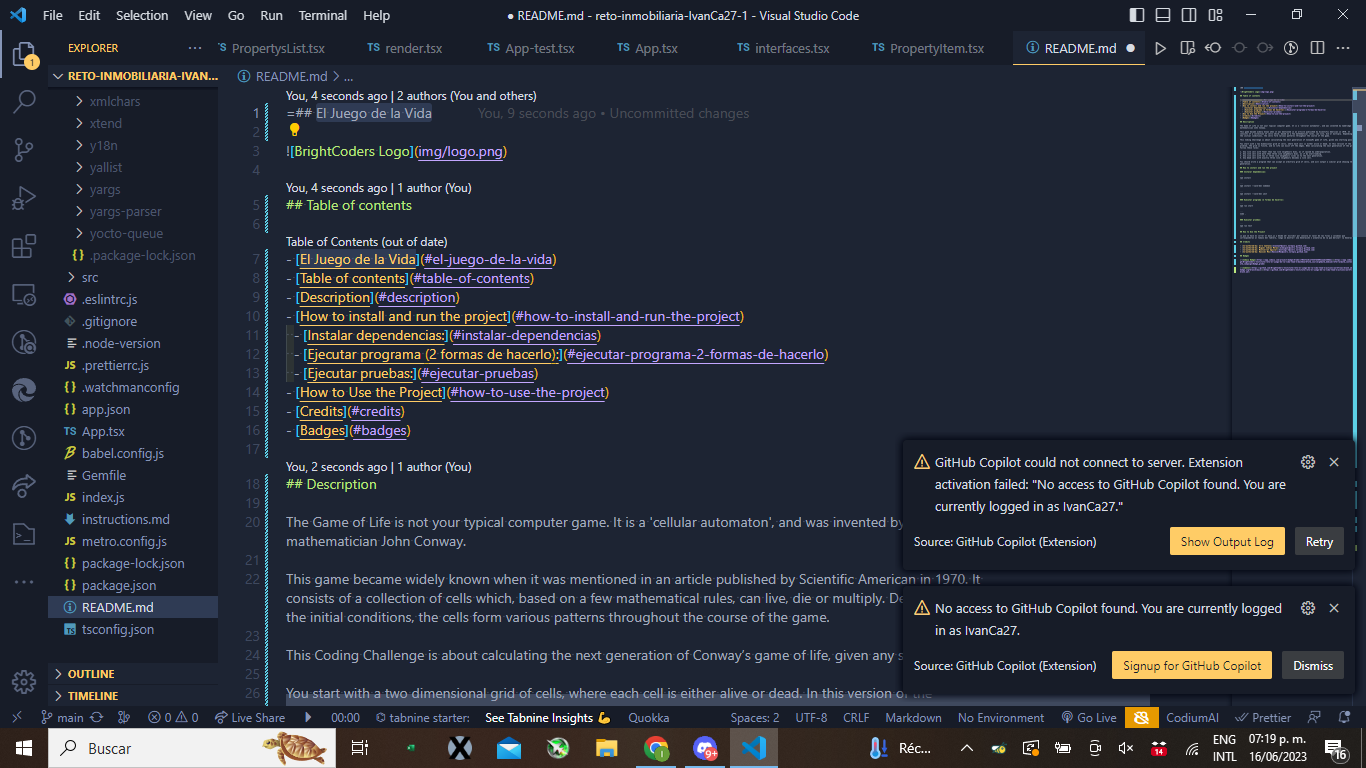 File Edit Selection View Go Run Terminal Help
● README.md - reto-inmobiliaria-IvanCa27-1 - Visual Studio Code
EXPLORER
PropertysList.tsx render.tsx App-test.tsx App.tsx interfaces.tsx PropertyItem.tsx README.md
RETO-INMOBILIARIA-IVAN...
README.md > ...
xmlchars
xtend
y18n
yallist
yargs
yargs-parser
yocto-queue
.package-lock.json
src
.eslintrc.js
.gitignore
.node-version
.prettierrc.js
.watchmanconfig
app.json
App.tsx
babel.config.js
Gemfile
index.js
instructions.md
metro.config.js
package-lock.json
package.json
README.md
tsconfig.json
OUTLINE
TIMELINE
You, 4 seconds ago | 2 authors (You and others)
1 =## El Juego de la Vida You, 9 seconds ago • Uncommitted changes
2
3 ![BrightCoders Logo](img/logo.png)
4
You, 4 seconds ago | 1 author (You)
5 ## Table of contents
6
Table of Contents (out of date)
7 - [El Juego de la Vida](#el-juego-de-la-vida)
8 - [Table of contents](#table-of-contents)
9 - [Description](#description)
10 - [How to install and run the project](#how-to-install-and-run-the-project)
11 - [Instalar dependencias:](#instalar-dependencias)
12 - [Ejecutar programa (2 formas de hacerlo):](#ejecutar-programa-2-formas-de-hacerlo)
13 - [Ejecutar pruebas:](#ejecutar-pruebas)
14 - [How to Use the Project](#how-to-use-the-project)
15 - [Credits](#credits)
16 - [Badges](#badges)
17
You, 2 seconds ago | 1 author (You)
18 ## Description
19
20 The Game of Life is not your typical computer game. It is a 'cellular automaton', and was invented by
mathematician John Conway.
21
22 This game became widely known when it was mentioned in an article published by Scientific American in 1970. It
consists of a collection of cells which, based on a few mathematical rules, can live, die or multiply. De
the initial conditions, the cells form various patterns throughout the course of the game.
23
24 This Coding Challenge is about calculating the next generation of Conway's game of life, given any s
25
26 You start with a two dimensional grid of cells, where each cell is either alive or dead. In this version of the
GitHub Copilot could not connect to server. Extension
activation failed: "No access to GitHub Copilot found. You are
currently logged in as IvanCa27."
Source: GitHub Copilot (Extension) Show Output Log Retry
No access to GitHub Copilot found. You are currently logged
in as IvanCa27.
Source: GitHub Copilot (Extension) Signup for GitHub Copilot Dismiss
main 0 0 Live Share 00:00 tabnine starter: See Tabnine Insights Quokka Spaces: 2 UTF-8 CRLF Markdown No Environment Go Live CodiumAI Prettier
Buscar
Réc...
ENG
INTL
07:19 p. m.
16/06/2023
1
9+
14
16